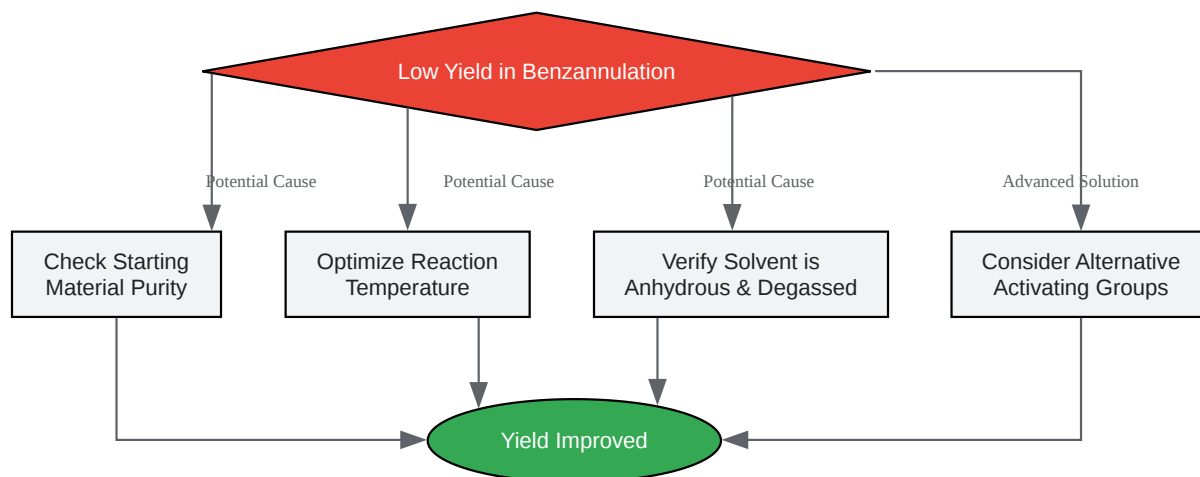 Low Yield in Benzannulation
Potential Cause
Potential Cause
Potential Cause
Advanced Solution
Check Starting
Material Purity
Optimize Reaction
Temperature
Verify Solvent is
Anhydrous & Degassed
Consider Alternative
Activating Groups
Yield Improved